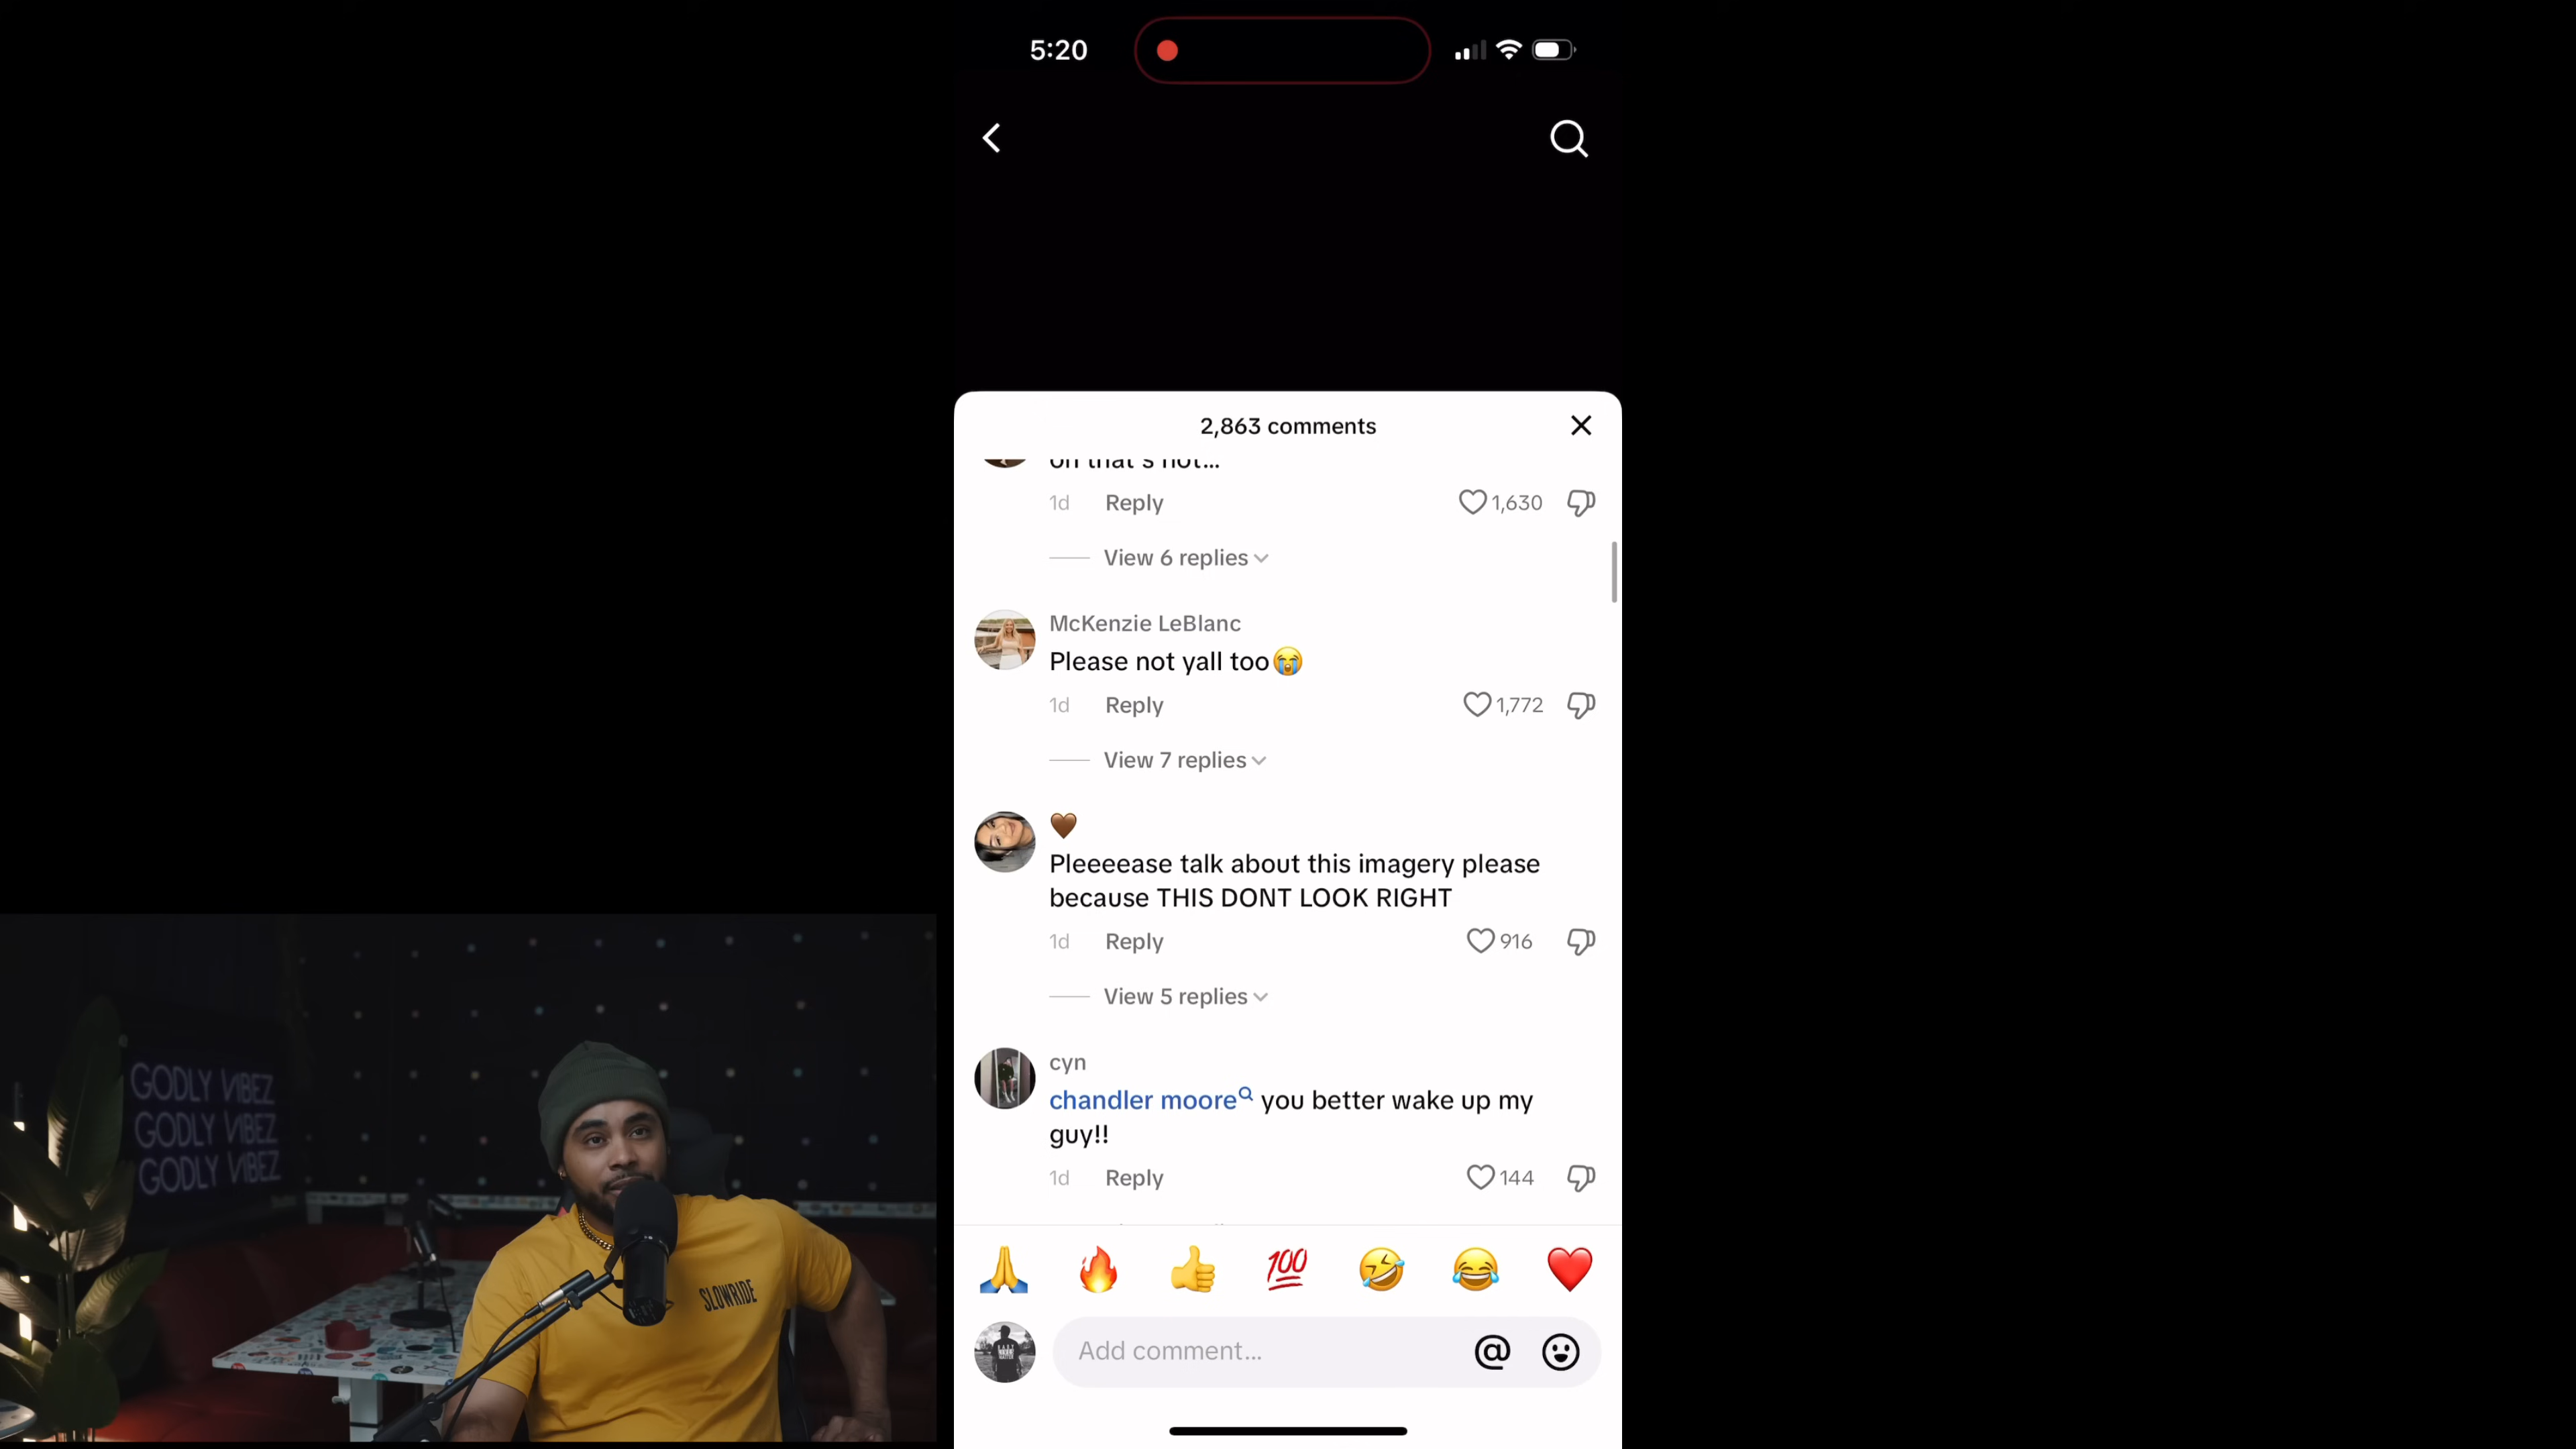 5:20
2,863 comments
oh that's not...
1d Reply 1,630
View 6 replies
McKenzie LeBlanc
Please not yall too😭
1d Reply 1,772
View 7 replies
🤎
Pleeeease talk about this imagery please
because THIS DONT LOOK RIGHT
1d Reply 916
View 5 replies
cyn
chandler moore you better wake up my
guy!!
1d Reply 144
🙏 🔥 👍 💯 🤣 😂 ❤️
Add comment... @
GODLY VIBEZ
GODLY VIBEZ
GODLY VIBEZ
SLOWRIDE